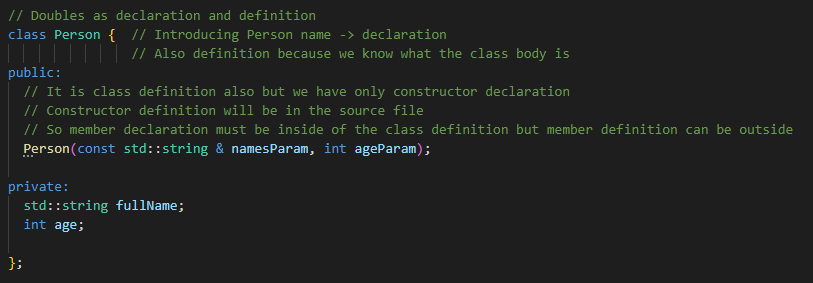 // Doubles as declaration and definition
class Person {  // Introducing Person name -> declaration
                // Also definition because we know what the class body is
public:
  // It is class definition also but we have only constructor declaration
  // Constructor definition will be in the source file
  // So member declaration must be inside of the class definition but member definition can be outside
  Person(const std::string & namesParam, int ageParam);

private:
  std::string fullName;
  int age;

};